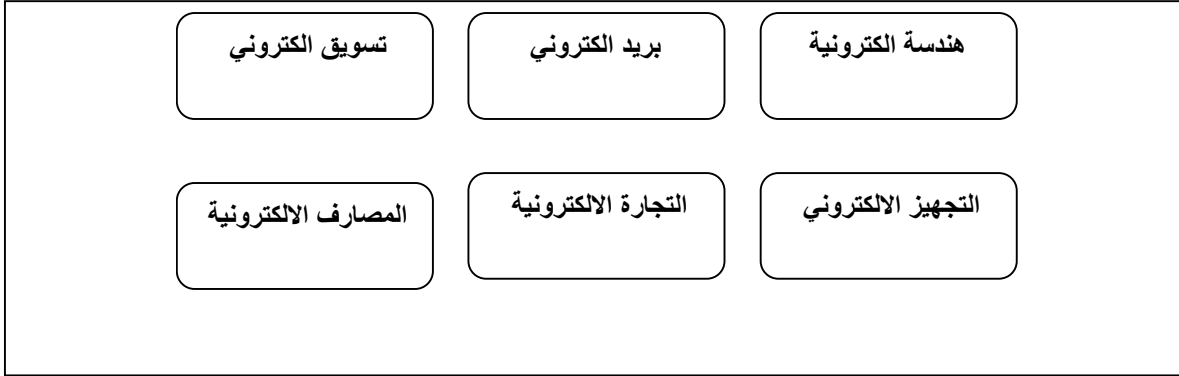 هندسة الكترونية
بريد الكتروني
تسويق الكتروني
التجهيز الالكتروني
التجارة الالكترونية
المصارف الالكترونية